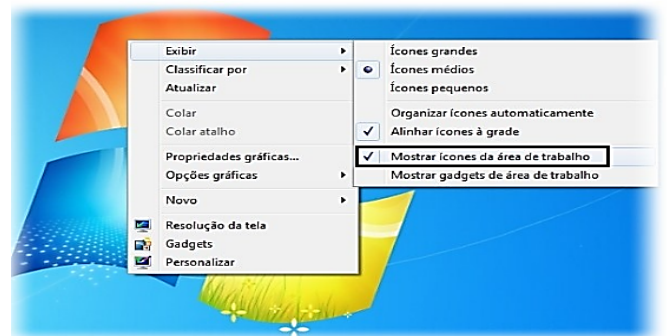 Exibir
Classificar por
Atualizar
Colar
Colar atalho
Propriedades gráficas...
Opções gráficas
Novo
Resolução da tela
Gadgets
Personalizar
Ícones grandes
Ícones médios
Ícones pequenos
Organizar ícones automaticamente
Alinhar ícones à grade
Mostrar ícones da área de trabalho
Mostrar gadgets de área de trabalho